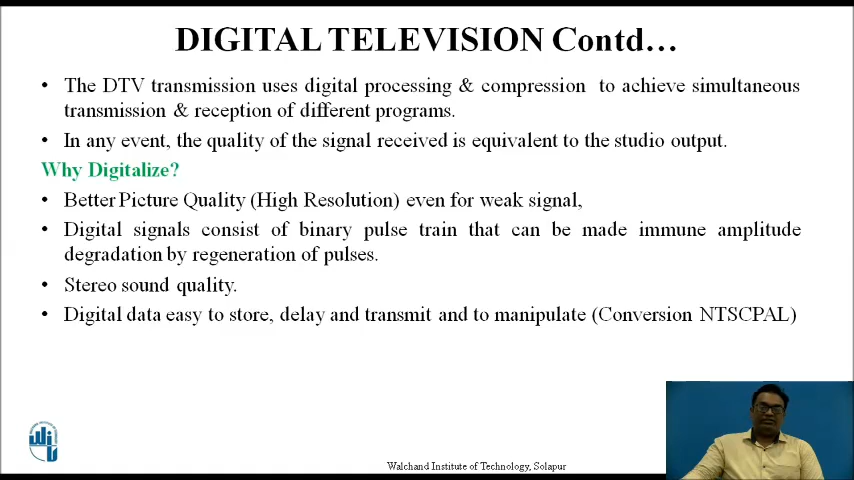 DIGITAL TELEVISION Contd…
• The DTV transmission uses digital processing & compression to achieve simultaneous
transmission & reception of different programs.
• In any event, the quality of the signal received is equivalent to the studio output.
Why Digitalize?
• Better Picture Quality (High Resolution) even for weak signal,
• Digital signals consist of binary pulse train that can be made immune amplitude
degradation by regeneration of pulses.
• Stereo sound quality.
• Digital data easy to store, delay and transmit and to manipulate (Conversion NTSCPAL)
Walchand Institute of Technology, Solapur